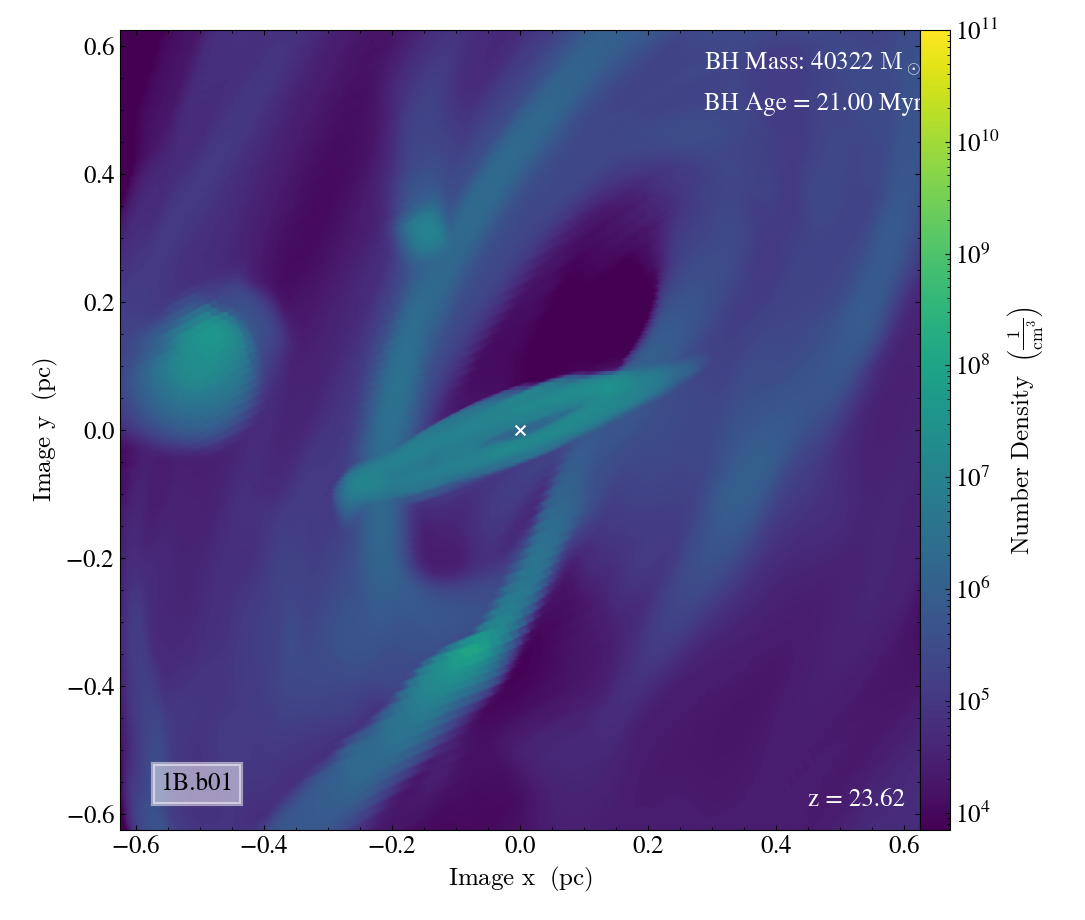 BH Mass: 40322 M☉
BH Age = 21.00 Myr
1B.b01
z = 23.62
0.6
0.4
0.2
0.0
−0.2
−0.4
−0.6
Image y (pc)
−0.6 −0.4 −0.2 0.0 0.2 0.4 0.6
Image x (pc)
10¹¹
10¹⁰
10⁹
10⁸
10⁷
10⁶
10⁵
10⁴
Number Density (1/cm³)